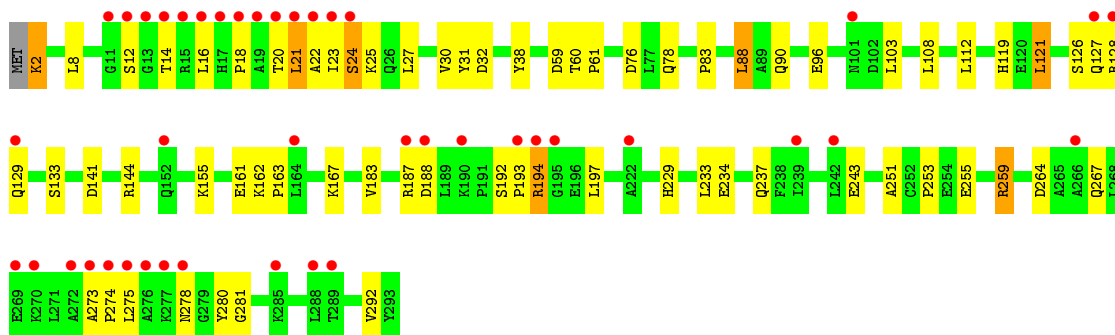 MET K2 L8 G11 S12 G13 T14 R15 L16 H17 P18 A19 T20 L21 A22 I23 S24 K25 Q26 L27 V30 Y31 D32 Y38 D59 T60 P61 D76 L77 Q78 P83 L88 A89 Q90 E96 N101 D102 L103 L108 L112 H119 E120 L121 S126 Q127 R128
Q129 S133 D141 R144 Q152 K155 E161 K162 P163 L164 K167 V183 R187 D188 L189 K190 P191 S192 P193 R194 G195 E196 L197 A222 H229 L233 E234 Q237 F238 I239 L242 E243 A251 C252 P253 E254 E255 R259 D264 A265 A266 Q267 L268
E269 K270 L271 A272 A273 P274 L275 A276 K277 N278 G279 Y280 G281 K285 L288 T289 V292 Y293